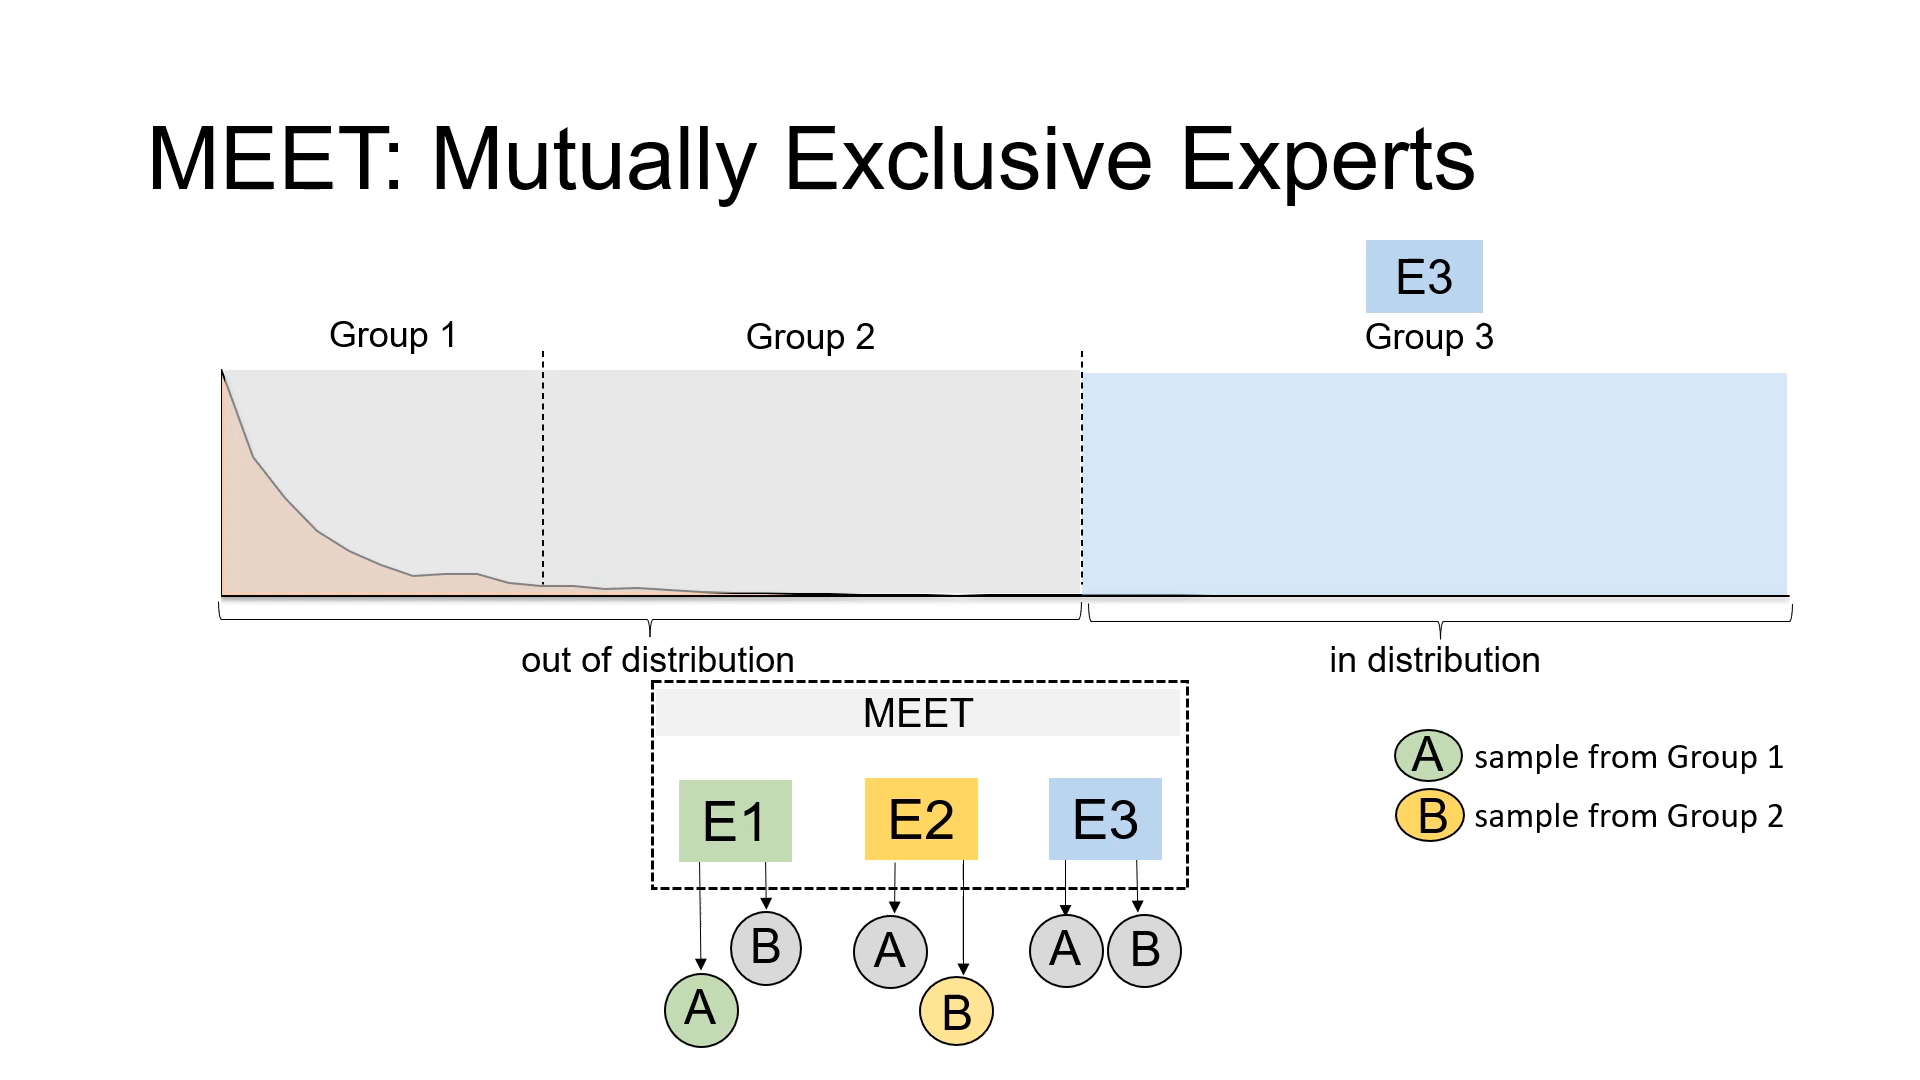 MEET: Mutually Exclusive Experts
E3
Group 1
Group 2
Group 3
out of distribution
in distribution
MEET
A sample from Group 1
B sample from Group 2
E1
E2
E3
B
A
A
B
A
B